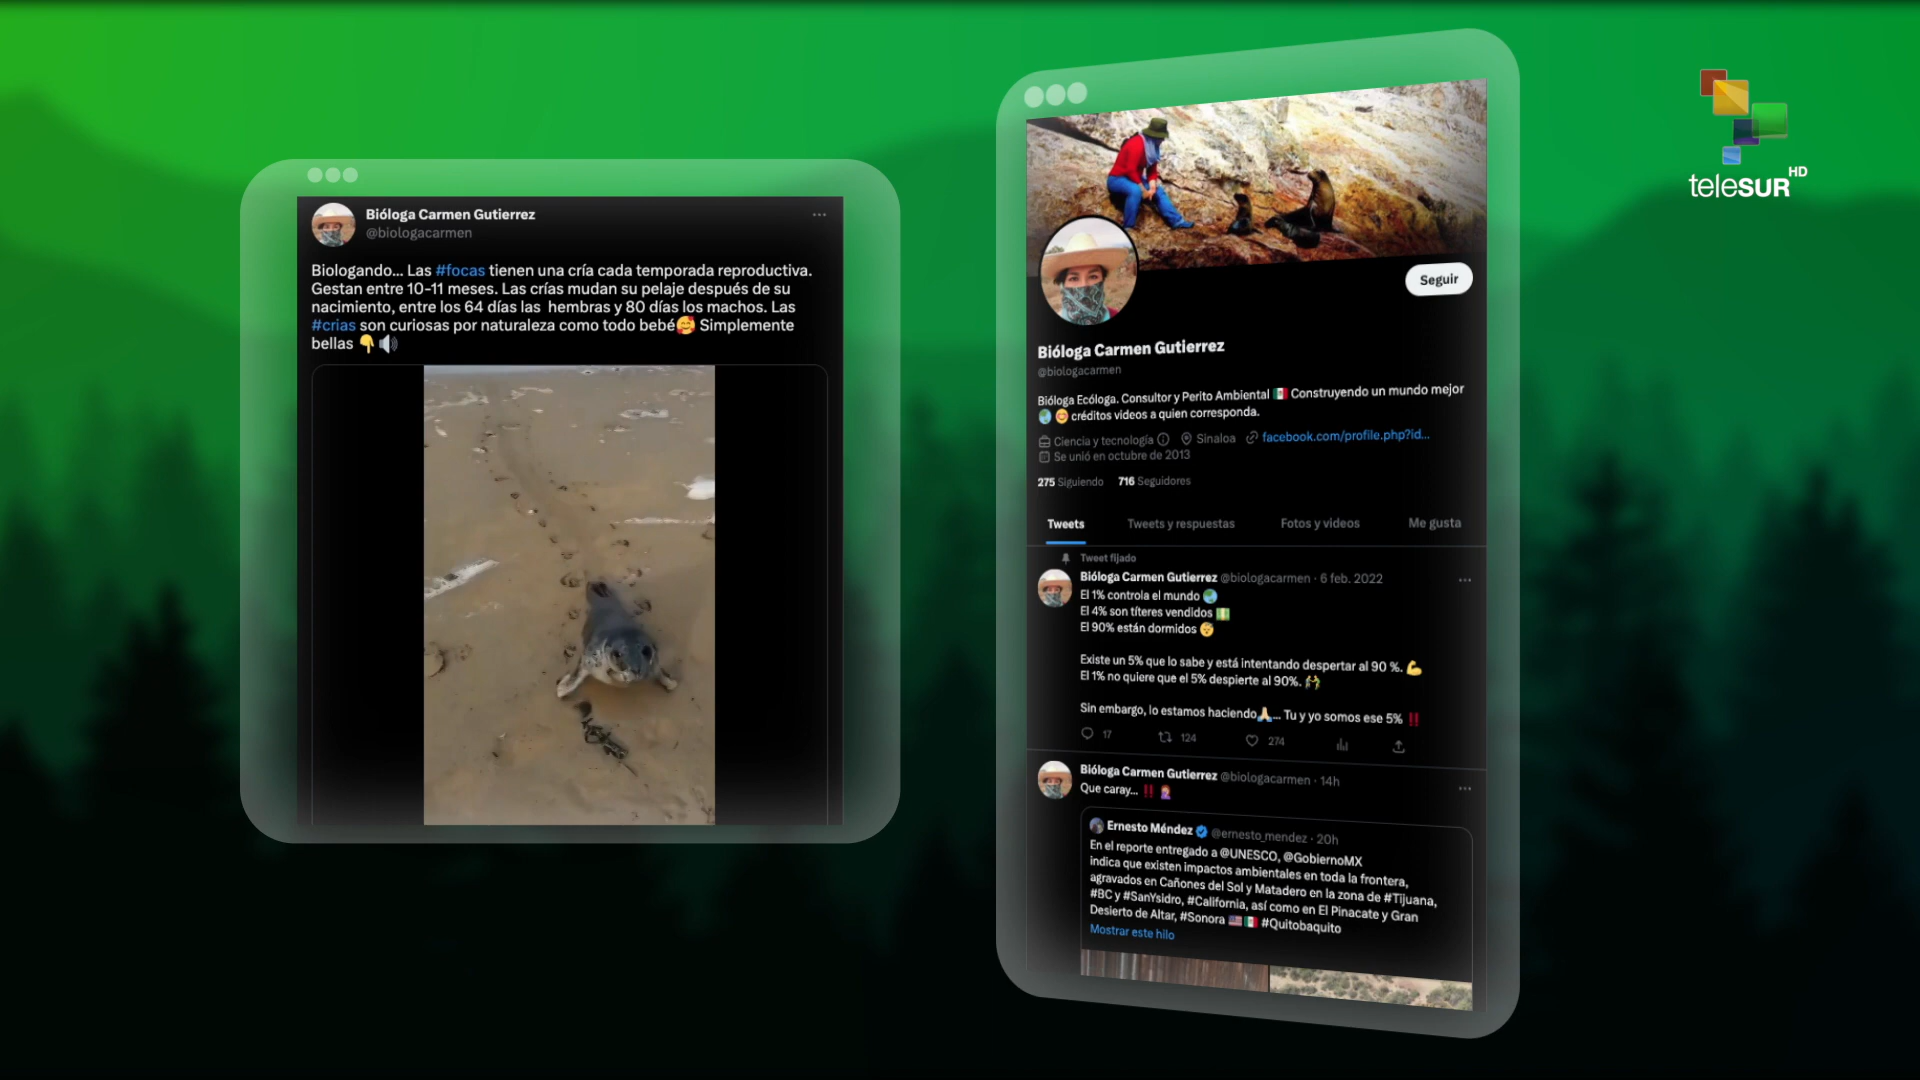 Bióloga Carmen Gutierrez
@biologacarmen
Biologando... Las #focas tienen una cría cada temporada reproductiva.
Gestan entre 10-11 meses. Las crías mudan su pelaje después de su
nacimiento, entre los 64 días las hembras y 80 días los machos. Las
#crias son curiosas por naturaleza como todo bebé🥰 Simplemente
bellas 👇🔊
Bióloga Carmen Gutierrez
@biologacarmen
Seguir
Bióloga Ecóloga. Consultor y Perito Ambiental 🇲🇽 Construyendo un mundo mejor
🌏 😊 créditos videos a quien corresponda.
Ciencia y tecnología Sinaloa facebook.com/profile.php?id...
Se unió en octubre de 2013
275 Siguiendo 716 Seguidores
Tweets Tweets y respuestas Fotos y videos Me gusta
Tweet fijado
Bióloga Carmen Gutierrez @biologacarmen · 6 feb. 2022
El 1% controla el mundo 🌏
El 4% son títeres vendidos 💵
El 90% están dormidos 😴
Existe un 5% que lo sabe y está intentando despertar al 90 %. 💪
El 1% no quiere que el 5% despierte al 90%. 🤼
Sin embargo, lo estamos haciendo🙏... Tu y yo somos ese 5% ‼️
17 124 274
Bióloga Carmen Gutierrez @biologacarmen · 14h
Que caray... ‼️ 🤦
Ernesto Méndez @ernesto_mendez · 20h
En el reporte entregado a @UNESCO, @GobiernoMX
indica que existen impactos ambientales en toda la frontera,
agravados en Cañones del Sol y Matadero en la zona de #Tijuana,
#BC y #SanYsidro, #California, así como en El Pinacate y Gran
Desierto de Altar, #Sonora 🇺🇸🇲🇽 #Quitobaquito
Mostrar este hilo
teleSUR HD